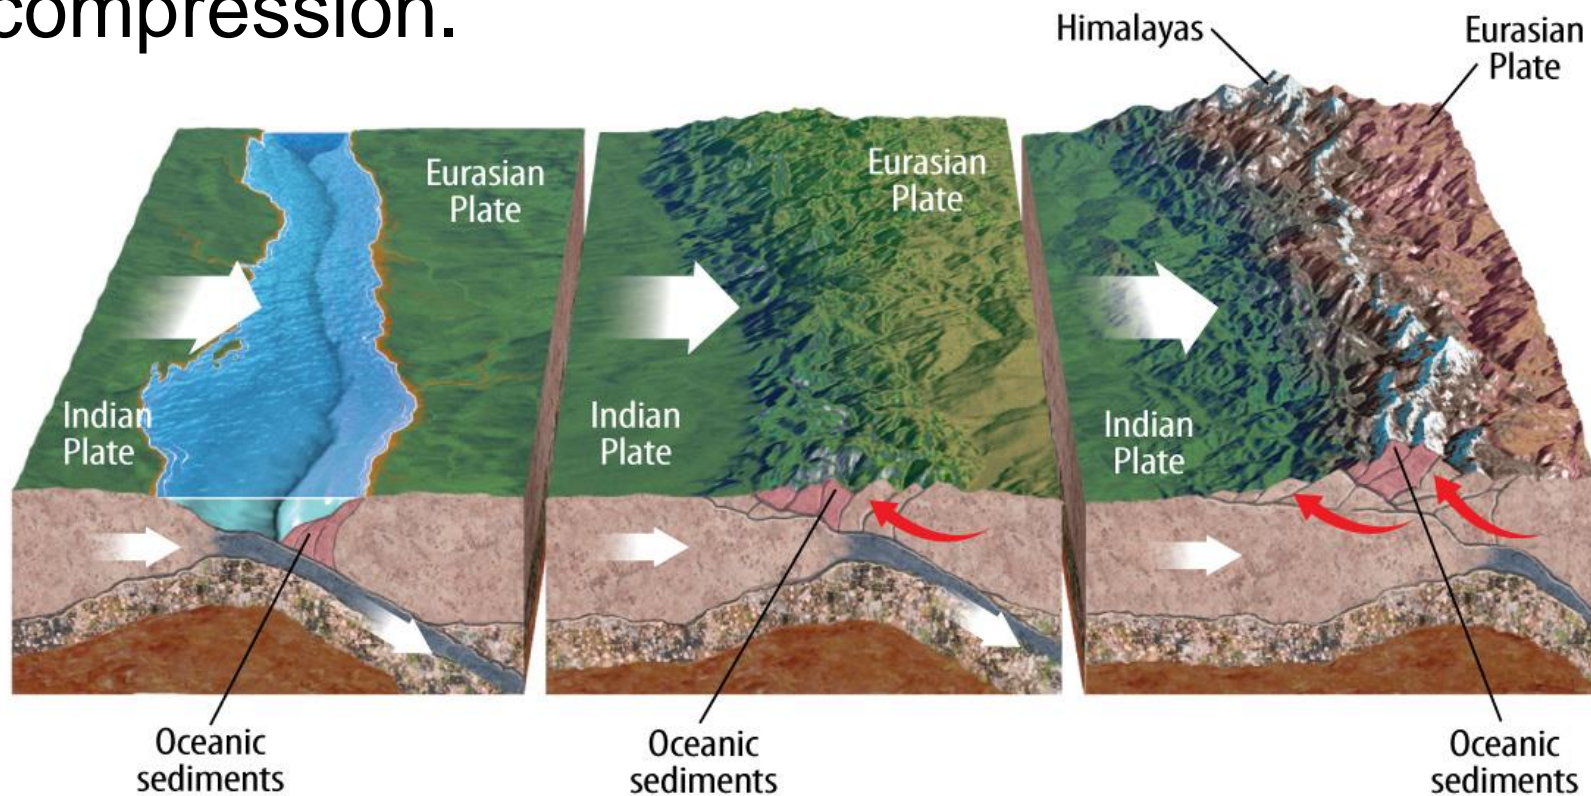 compression.
Himalayas
Eurasian
Plate
Eurasian
Plate
Indian
Plate
Eurasian
Plate
Indian
Plate
Indian
Plate
Oceanic
sediments
Oceanic
sediments
Oceanic
sediments